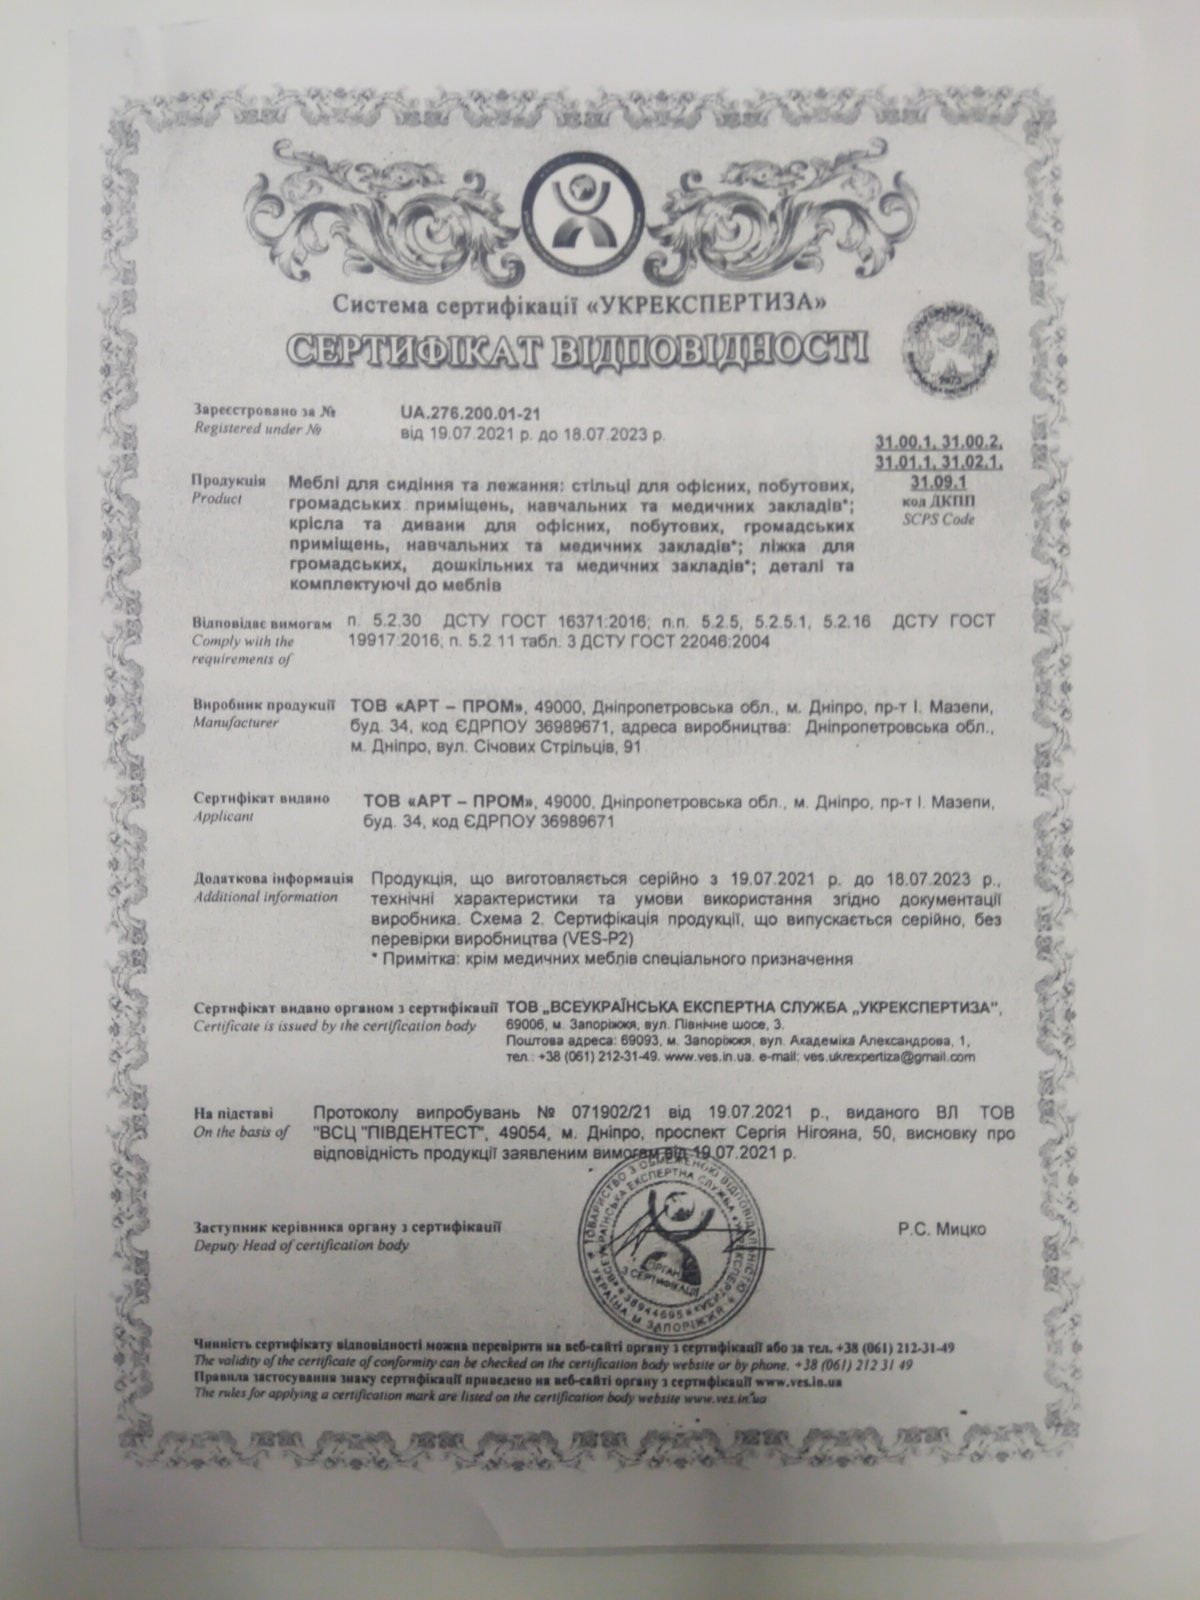 Система сертифікації «УКРЕКСПЕРТИЗА»
СЕРТИФІКАТ ВІДПОВІДНОСТІ
Зареєстровано за №
Registered under №
UA.276.200.01-21
від 19.07.2021 р. до 18.07.2023 р.
31.00.1, 31.00.2,
31.01.1, 31.02.1,
31.09.1
код ДКПП
SCPS Code
Продукція
Product
Меблі для сидіння та лежання: стільці для офісних, побутових,
громадських приміщень, навчальних та медичних закладів*;
крісла та дивани для офісних, побутових, громадських
приміщень, навчальних та медичних закладів*; ліжка для
громадських, дошкільних та медичних закладів*; деталі та
комплектуючі до меблів
Відповідає вимогам
Comply with the
requirements of
п. 5.2.30 ДСТУ ГОСТ 16371:2016; п.п. 5.2.5, 5.2.5.1, 5.2.16 ДСТУ ГОСТ
19917:2016; п. 5.2.11 табл. 3 ДСТУ ГОСТ 22046:2004
Виробник продукції
Manufacturer
ТОВ «АРТ – ПРОМ», 49000, Дніпропетровська обл., м. Дніпро, пр-т І. Мазепи,
буд. 34, код ЄДРПОУ 36989671, адреса виробництва: Дніпропетровська обл.,
м. Дніпро, вул. Січових Стрільців, 91
Сертифікат видано
Applicant
ТОВ «АРТ – ПРОМ», 49000, Дніпропетровська обл., м. Дніпро, пр-т І. Мазепи,
буд. 34, код ЄДРПОУ 36989671
Додаткова інформація
Additional information
Продукція, що виготовляється серійно з 19.07.2021 р. до 18.07.2023 р.,
технічні характеристики та умови використання згідно документації
виробника. Схема 2. Сертифікація продукції, що випускається серійно, без
перевірки виробництва (VES-P2)
* Примітка: крім медичних меблів спеціального призначення
Сертифікат видано органом з сертифікації
Certificate is issued by the certification body
ТОВ „ВСЕУКРАЇНСЬКА ЕКСПЕРТНА СЛУЖБА „УКРЕКСПЕРТИЗА",
69006, м. Запоріжжя, вул. Північне шосе, 3.
Поштова адреса: 69093, м. Запоріжжя, вул. Академіка Александрова, 1,
тел.: +38 (061) 212-31-49. www.ves.in.ua. e-mail: ves.ukrexpertiza@gmail.com
На підставі
On the basis of
Протоколу випробувань № 071902/21 від 19.07.2021 р., виданого ВЛ ТОВ
"ВСЦ "ПІВДЕНТЕСТ", 49054, м. Дніпро, проспект Сергія Нігояна, 50, висновку про
відповідність продукції заявленим вимогам від 19.07.2021 р.
Заступник керівника органу з сертифікації
Deputy Head of certification body
Р.С. Мицко
ТОВАРИСТВО З ОБМЕЖЕНОЮ ВІДПОВІДАЛЬНІСТЮ
УКРАЇНА М ЗАПОРІЖЖЯ
ВСЕУКРАЇНСЬКА ЕКСПЕРТНА СЛУЖБА
УКРЕКСПЕРТИЗА
38944695
ОРГАН
З СЕРТИФІКАЦІЇ
Чинність сертифікату відповідності можна перевірити на веб-сайті органу з сертифікації або за тел. +38 (061) 212-31-49
The validity of the certificate of conformity can be checked on the certification body website or by phone. +38 (061) 212 31 49
Правила застосування знаку сертифікації приведено на веб-сайті органу з сертифікації www.ves.in.ua
The rules for applying a certification mark are listed on the certification body website www.ves.in.ua